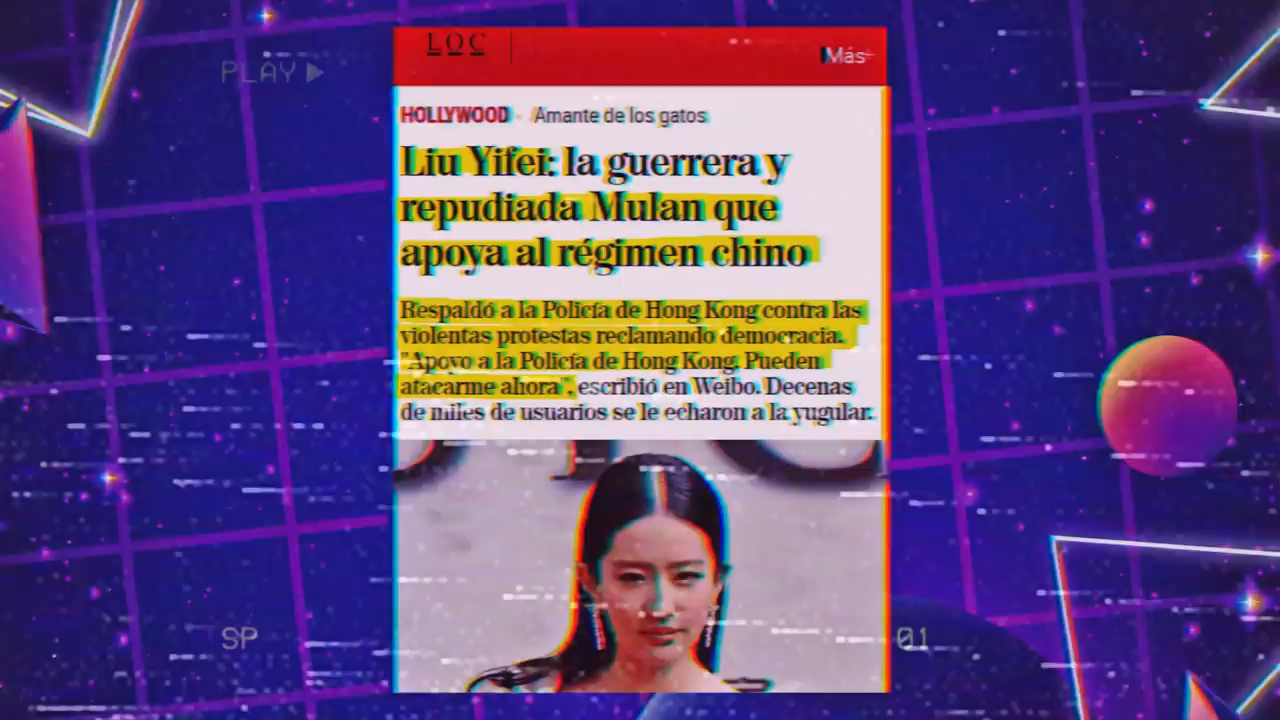 LOC
Más+
PLAY
HOLLYWOOD - Amante de los gatos
Liu Yifei: la guerrera y
repudiada Mulan que
apoya al régimen chino
Respaldó a la Policía de Hong Kong contra las
violentas protestas reclamando democracia.
"Apoyo a la Policía de Hong Kong. Pueden
atacarme ahora", escribió en Weibo. Decenas
de miles de usuarios se le echaron a la yugular.
SP
01